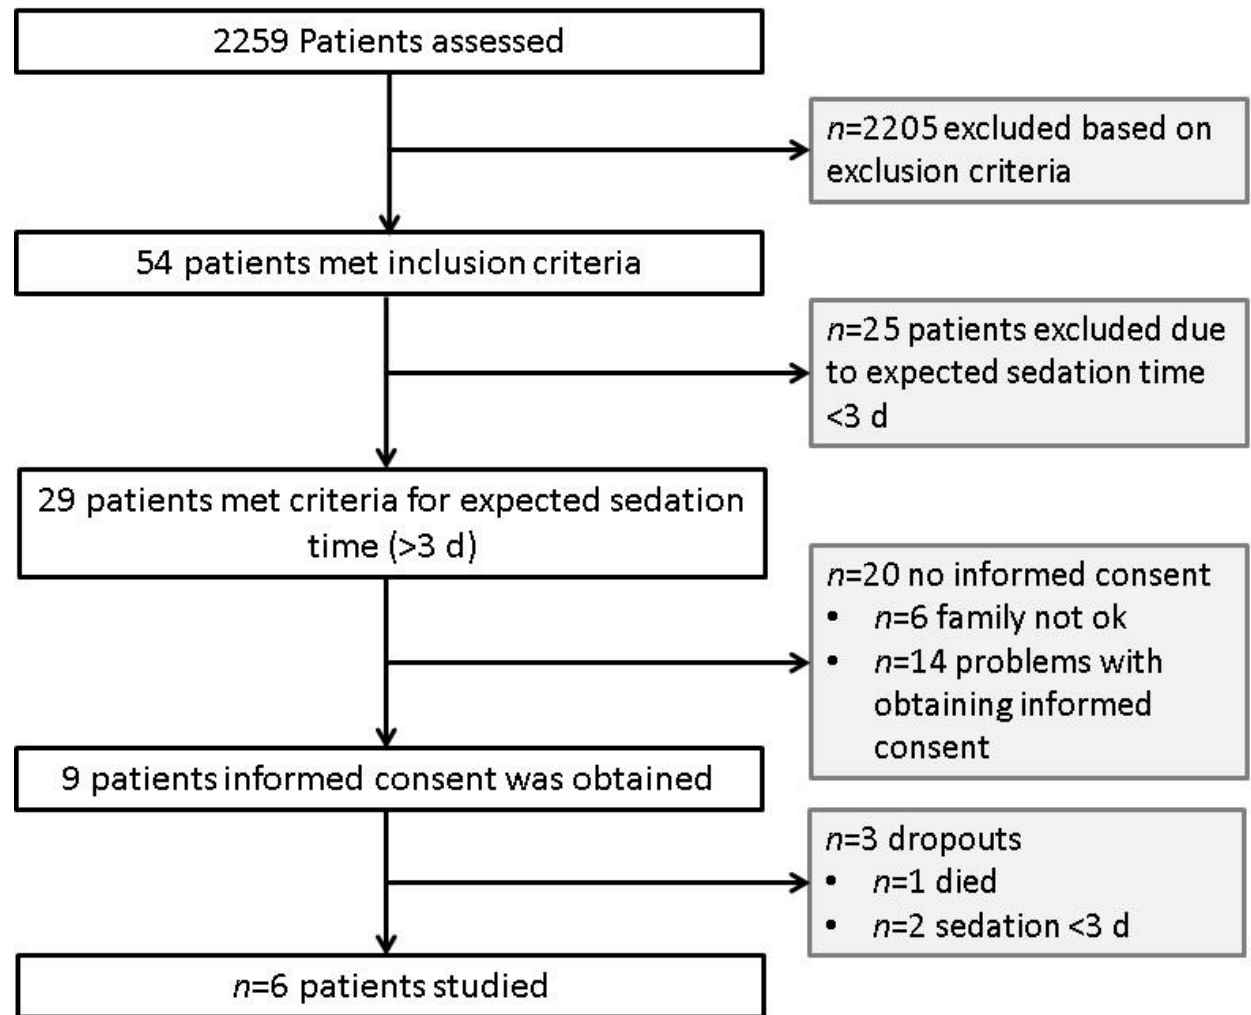 2259 Patients assessed
n=2205 excluded based on
exclusion criteria
54 patients met inclusion criteria
n=25 patients excluded due
to expected sedation time
<3 d
29 patients met criteria for expected sedation
time (>3 d)
n=20 no informed consent
• n=6 family not ok
• n=14 problems with
obtaining informed
consent
9 patients informed consent was obtained
n=3 dropouts
• n=1 died
• n=2 sedation <3 d
n=6 patients studied